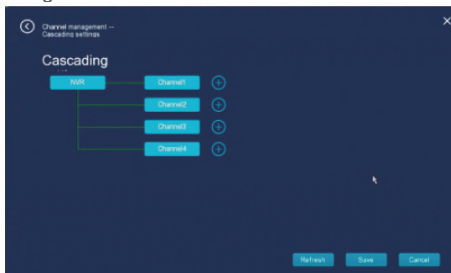 Channel management --
Cascading settings
Cascading
NVR
Channel1
Channel2
Channel3
Channel4
Refresh
Save
Cancel